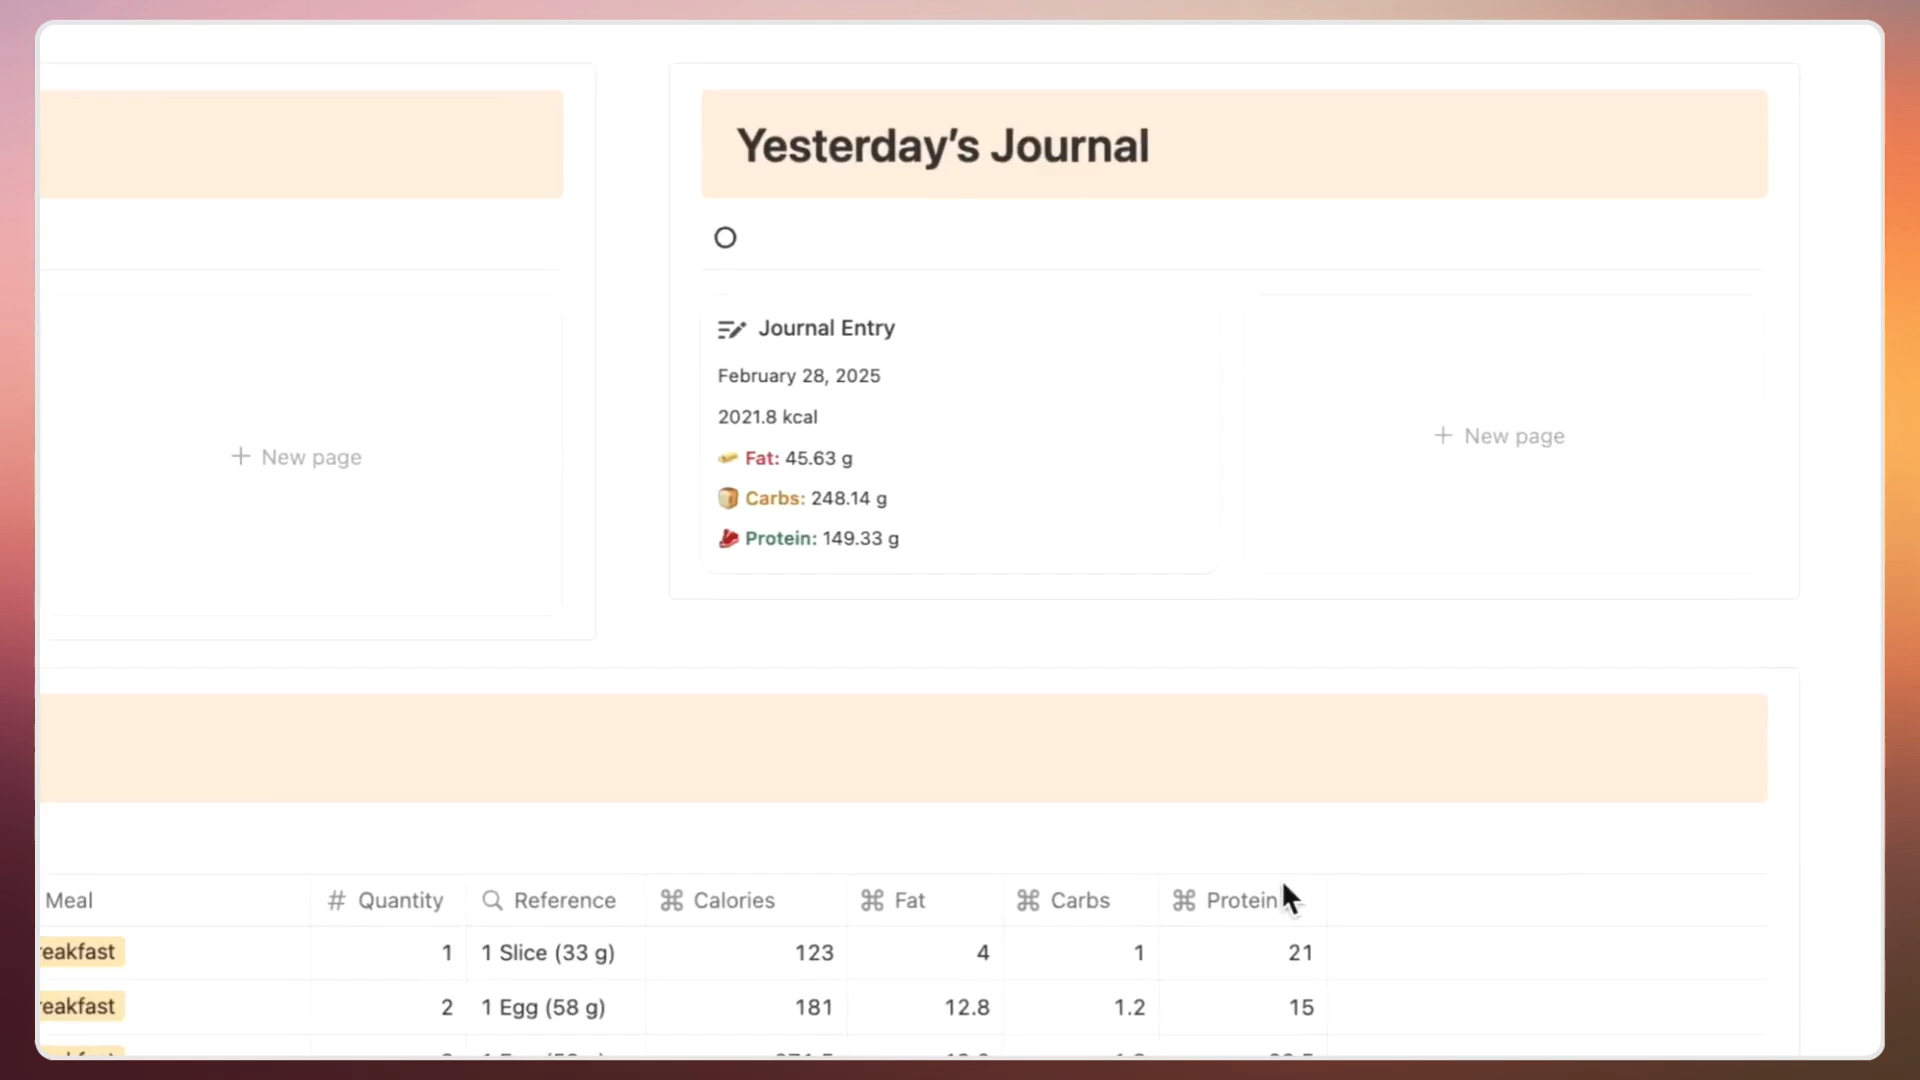 Yesterday's Journal
Journal Entry
February 28, 2025
2021.8 kcal
Fat: 45.63 g
Carbs: 248.14 g
Protein: 149.33 g
+ New page
+ New page
Meal # Quantity Reference Calories Fat Carbs Protein
reakfast 1 1 Slice (33 g) 123 4 1 21
reakfast 2 1 Egg (58 g) 181 12.8 1.2 15